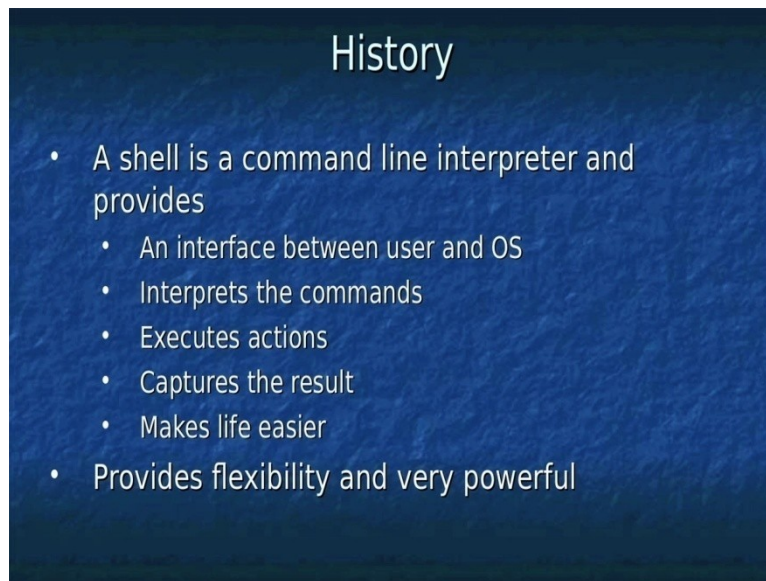 History
• A shell is a command line interpreter and
provides
• An interface between user and OS
• Interprets the commands
• Executes actions
• Captures the result
• Makes life easier
• Provides flexibility and very powerful